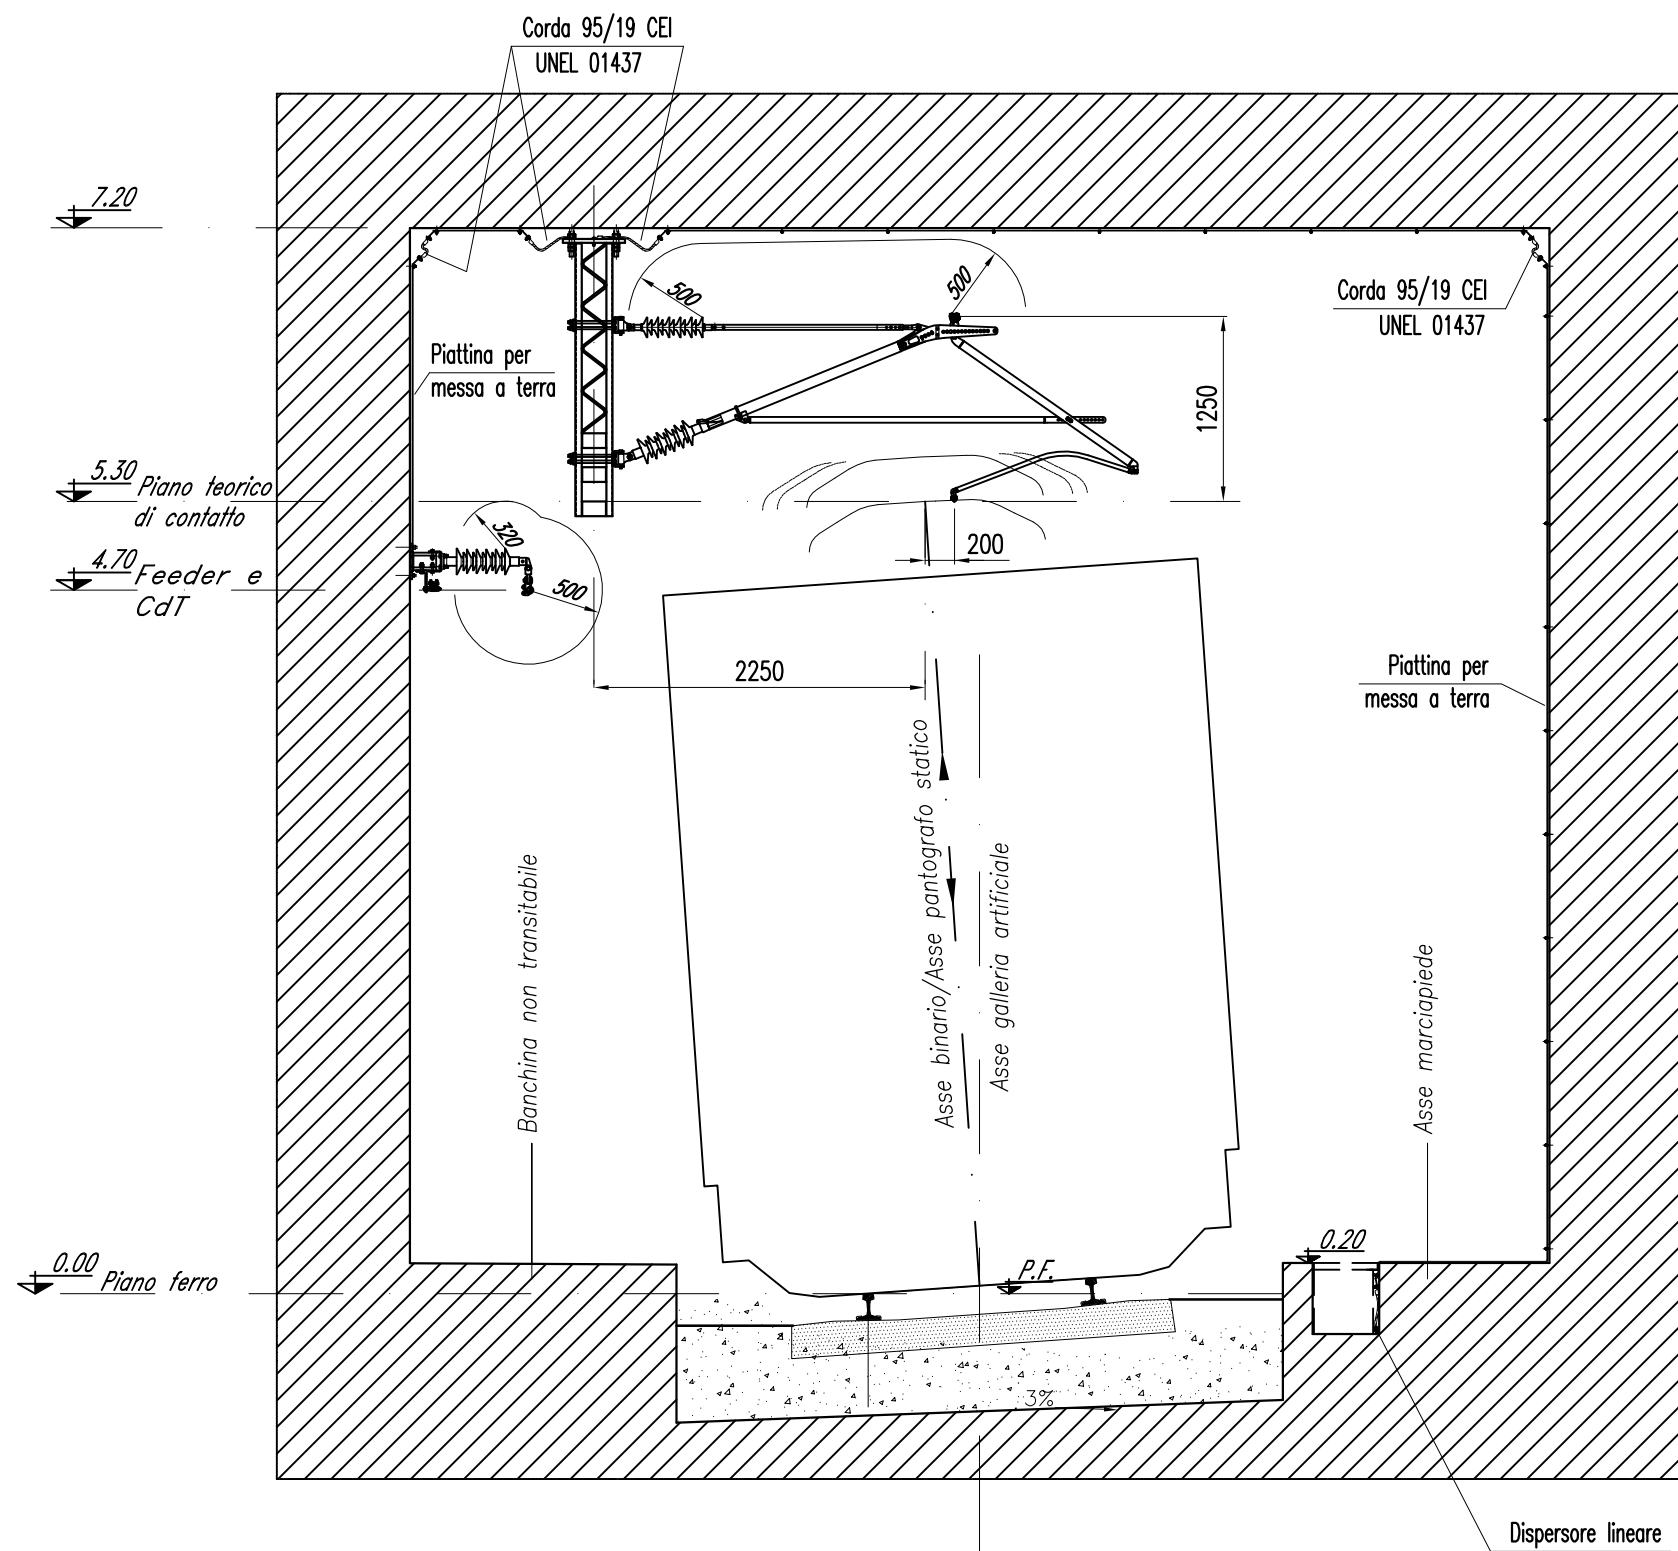 Corda 95/19 CEI
UNEL 01437
7.20
500
500
Corda 95/19 CEI
UNEL 01437
Piattina per
messa a terra
1250
5.30
Piano teorico
di contatto
320
200
4.70
Feeder e
CdT
500
2250
Piattina per
messa a terra
Asse binario/Asse pantografo statico
Asse galleria artificiale
Banchina non transitabile
Asse marciapiede
0.20
0.00
Piano ferro
P.F.
3%
Dispersore lineare